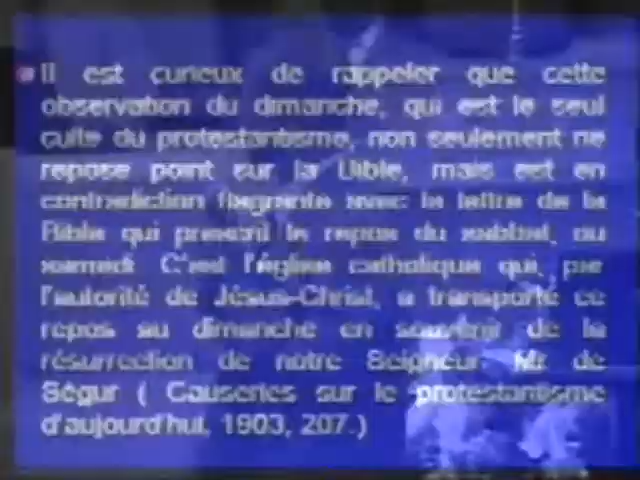 Il est curieux de rappeler que cette
observation du dimanche, qui est le seul
culte du protestantisme, non seulement ne
repose point sur la Bible, mais est en
contradiction flagrante avec la lettre de la
Bible qui prescrit le repos du sabbat, ou
samedi. C'est l'église catholique qui, par
l'autorité de Jésus-Christ, a transporté ce
repos au dimanche en souvenir de la
résurrection de notre Seigneur. Mr de
Ségur ( Causeries sur le protestantisme
d'aujourd'hui, 1903, 207.)